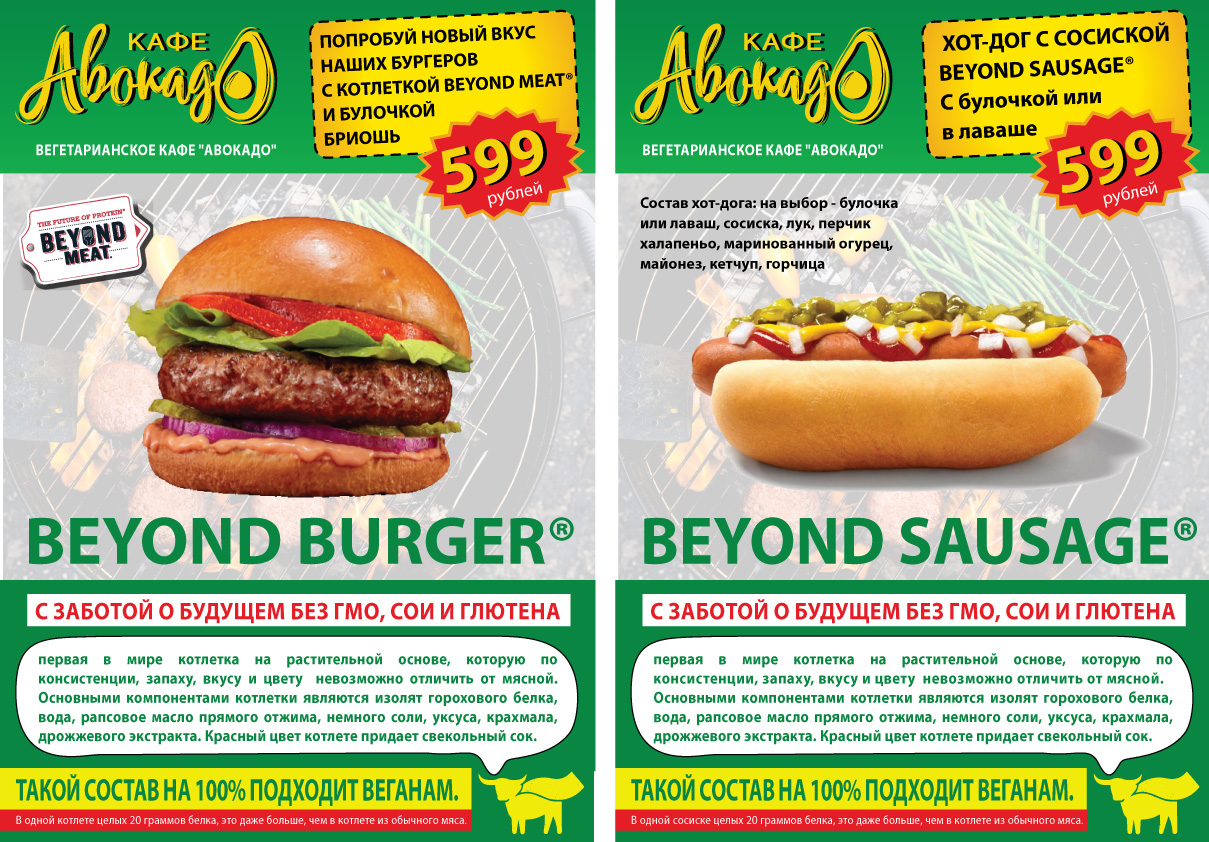 КАФЕ
Авокадо
ВЕГЕТАРИАНСКОЕ КАФЕ "АВОКАДО"
ПОПРОБУЙ НОВЫЙ ВКУС
НАШИХ БУРГЕРОВ
С КОТЛЕТКОЙ BEYOND MEAT®
И БУЛОЧКОЙ
БРИОШЬ
599
рублей
THE FUTURE OF PROTEIN®
BEYOND
MEAT
BEYOND BURGER®
С ЗАБОТОЙ О БУДУЩЕМ БЕЗ ГМО, СОИ И ГЛЮТЕНА
первая в мире котлетка на растительной основе, которую по
консистенции, запаху, вкусу и цвету невозможно отличить от мясной.
Основными компонентами котлетки являются изолят горохового белка,
вода, рапсовое масло прямого отжима, немного соли, уксуса, крахмала,
дрожжевого экстракта. Красный цвет котлете придает свекольный сок.
ТАКОЙ СОСТАВ НА 100% ПОДХОДИТ ВЕГАНАМ.
В одной котлете целых 20 граммов белка, это даже больше, чем в котлете из обычного мяса.
КАФЕ
Авокадо
ВЕГЕТАРИАНСКОЕ КАФЕ "АВОКАДО"
ХОТ-ДОГ С СОСИСКОЙ
BEYOND SAUSAGE®
С булочкой или
в лаваше
599
рублей
Состав хот-дога: на выбор - булочка
или лаваш, сосиска, лук, перчик
халапеньо, маринованный огурец,
майонез, кетчуп, горчица
BEYOND SAUSAGE®
С ЗАБОТОЙ О БУДУЩЕМ БЕЗ ГМО, СОИ И ГЛЮТЕНА
первая в мире котлетка на растительной основе, которую по
консистенции, запаху, вкусу и цвету невозможно отличить от мясной.
Основными компонентами котлетки являются изолят горохового белка,
вода, рапсовое масло прямого отжима, немного соли, уксуса, крахмала,
дрожжевого экстракта. Красный цвет котлете придает свекольный сок.
ТАКОЙ СОСТАВ НА 100% ПОДХОДИТ ВЕГАНАМ.
В одной сосиске целых 20 граммов белка, это даже больше, чем в котлете из обычного мяса.